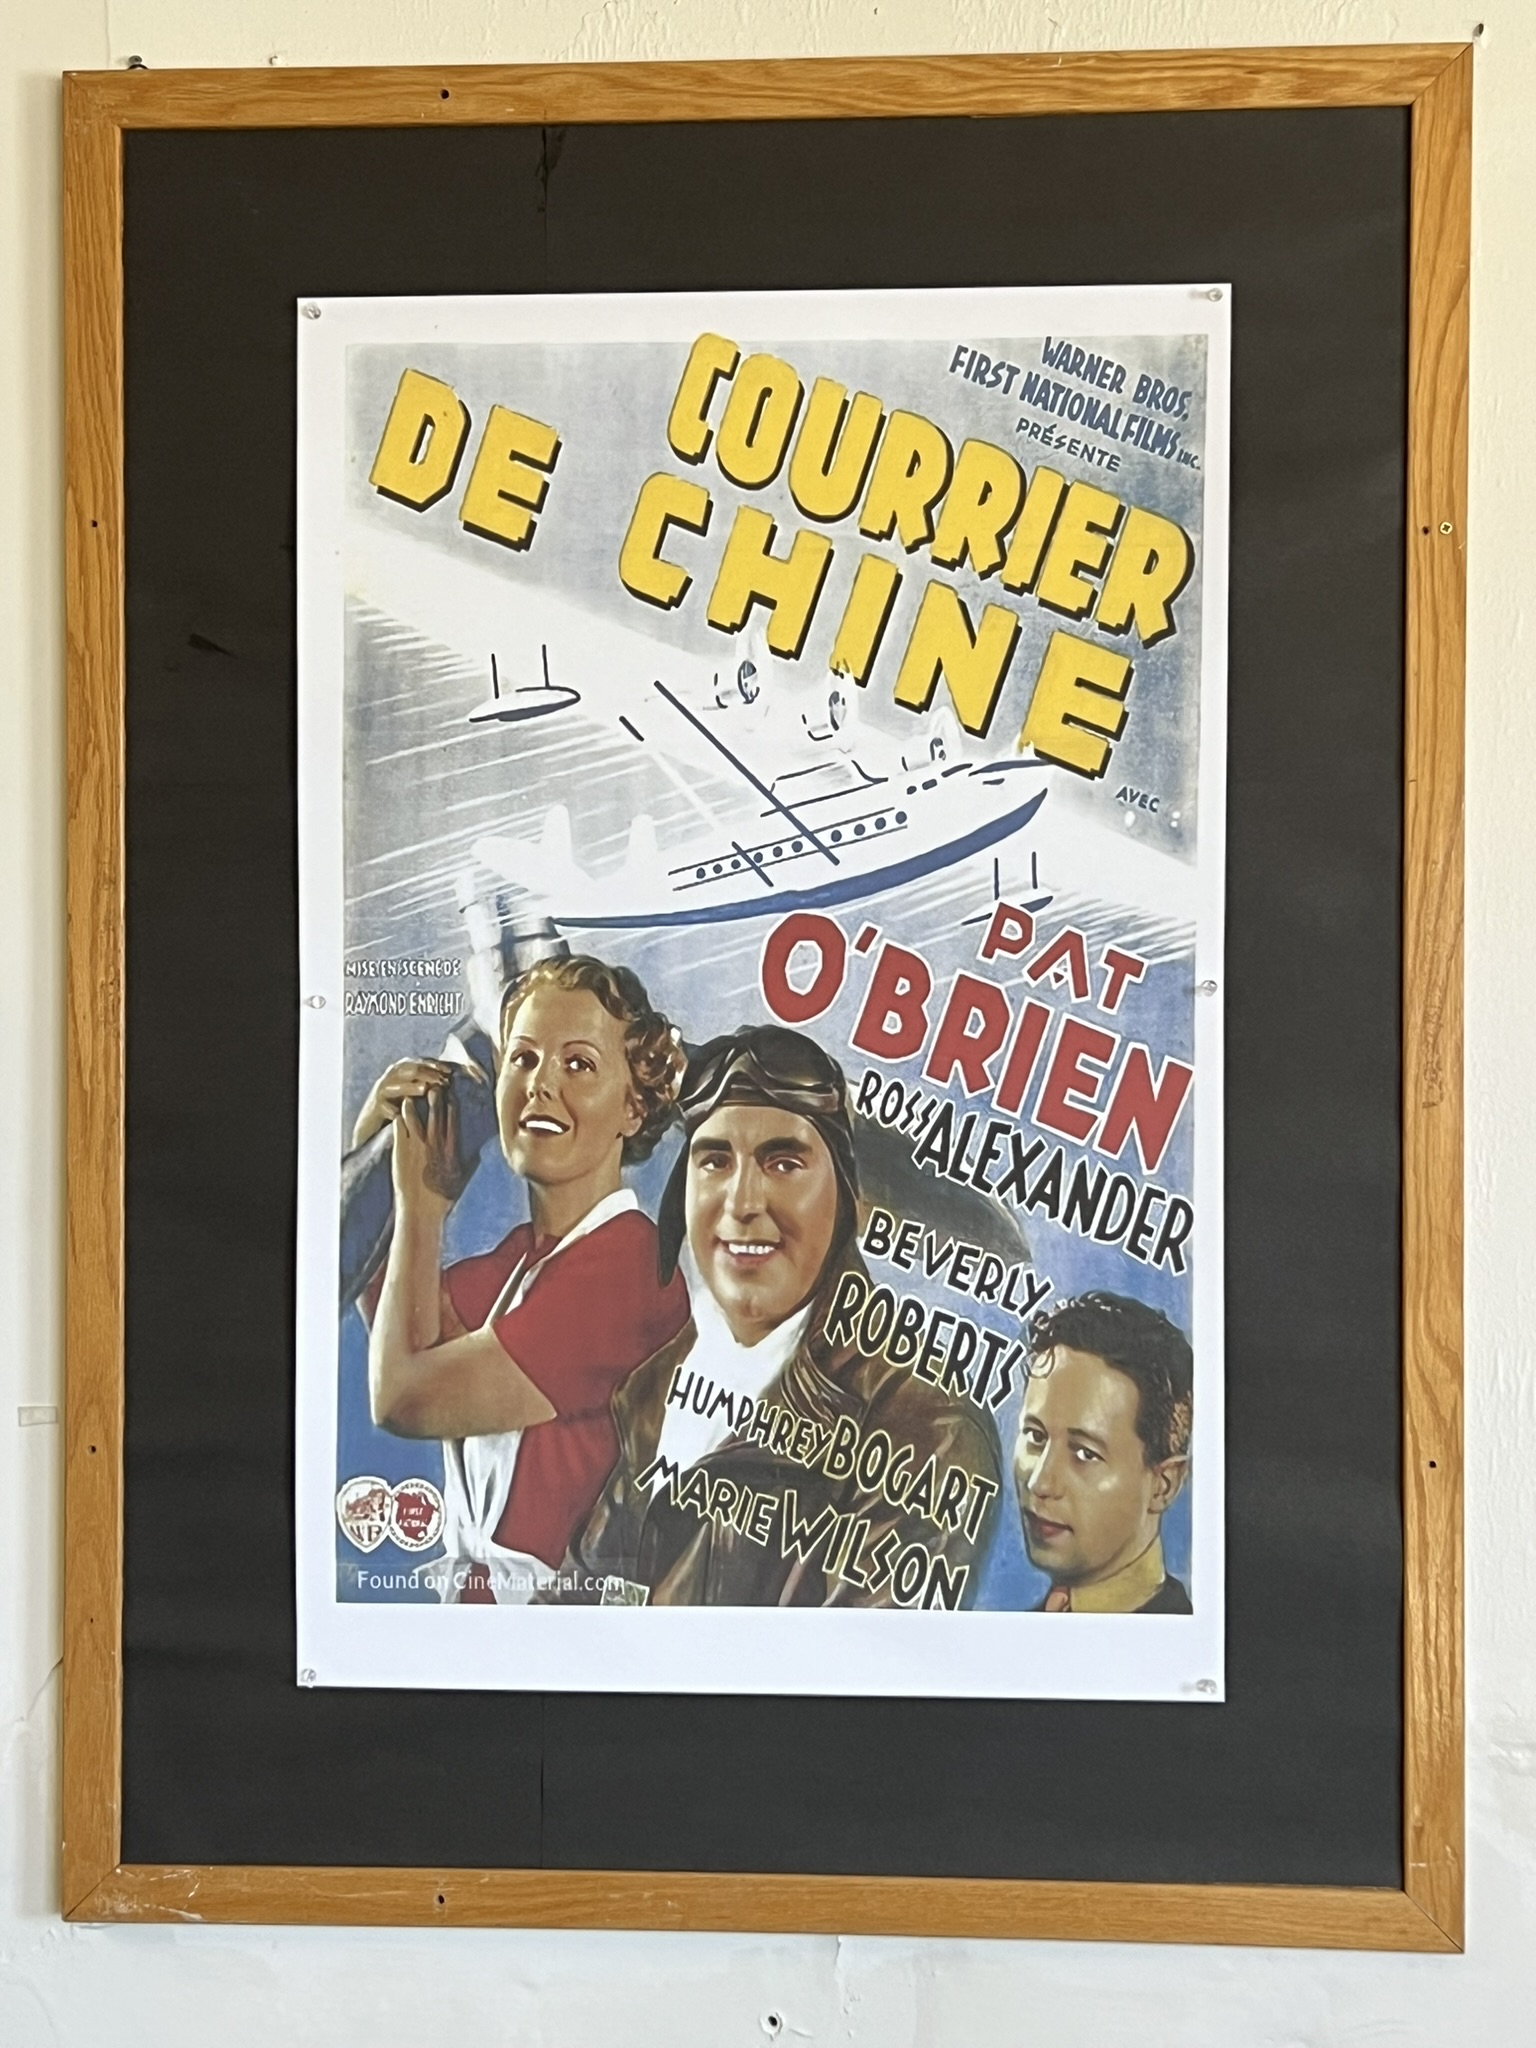 WARNER BROS,
FIRST NATIONAL FILMS INC.
PRÉSENTE
COURRIER
DE CHINE
AVEC
PAT
O'BRIEN
ROSS ALEXANDER
BEVERLY
ROBERTS
HUMPHREY BOGART
MARIE WILSON
MISE EN SCÈNE DE
RAYMOND ENRIGHT
Found on CineMaterial.com